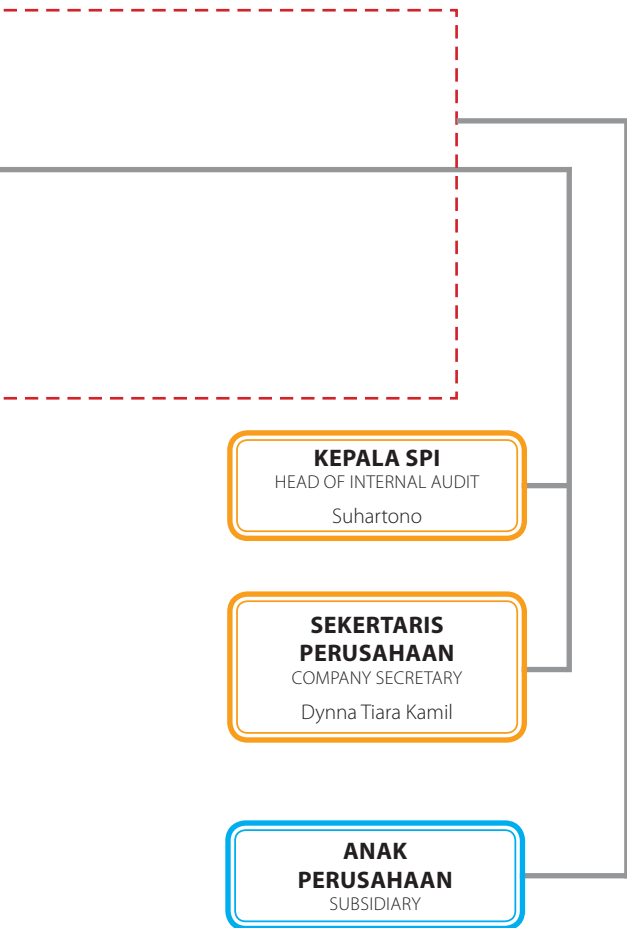 KEPALA SPI
HEAD OF INTERNAL AUDIT
Suhartono
SEKERTARIS
PERUSAHAAN
COMPANY SECRETARY
Dynna Tiara Kamil
ANAK
PERUSAHAAN
SUBSIDIARY